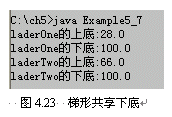 C:\ch5>java Example5_7
laderOne的上底:28.0
laderOne的下底:100.0
laderTwo的上底:66.0
laderTwo的下底:100.0
图 4.23 梯形共享下底